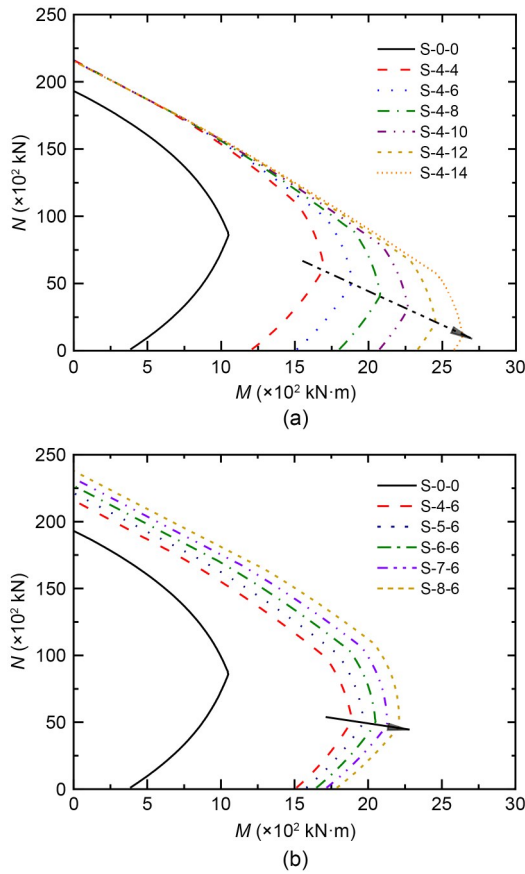 250
200
150
100
50
0
N (×10² kN)
S-0-0
S-4-4
S-4-6
S-4-8
S-4-10
S-4-12
S-4-14
0 5 10 15 20 25 30
M (×10² kN·m)
(a)
250
200
150
100
50
0
N (×10² kN)
S-0-0
S-4-6
S-5-6
S-6-6
S-7-6
S-8-6
0 5 10 15 20 25 30
M (×10² kN·m)
(b)